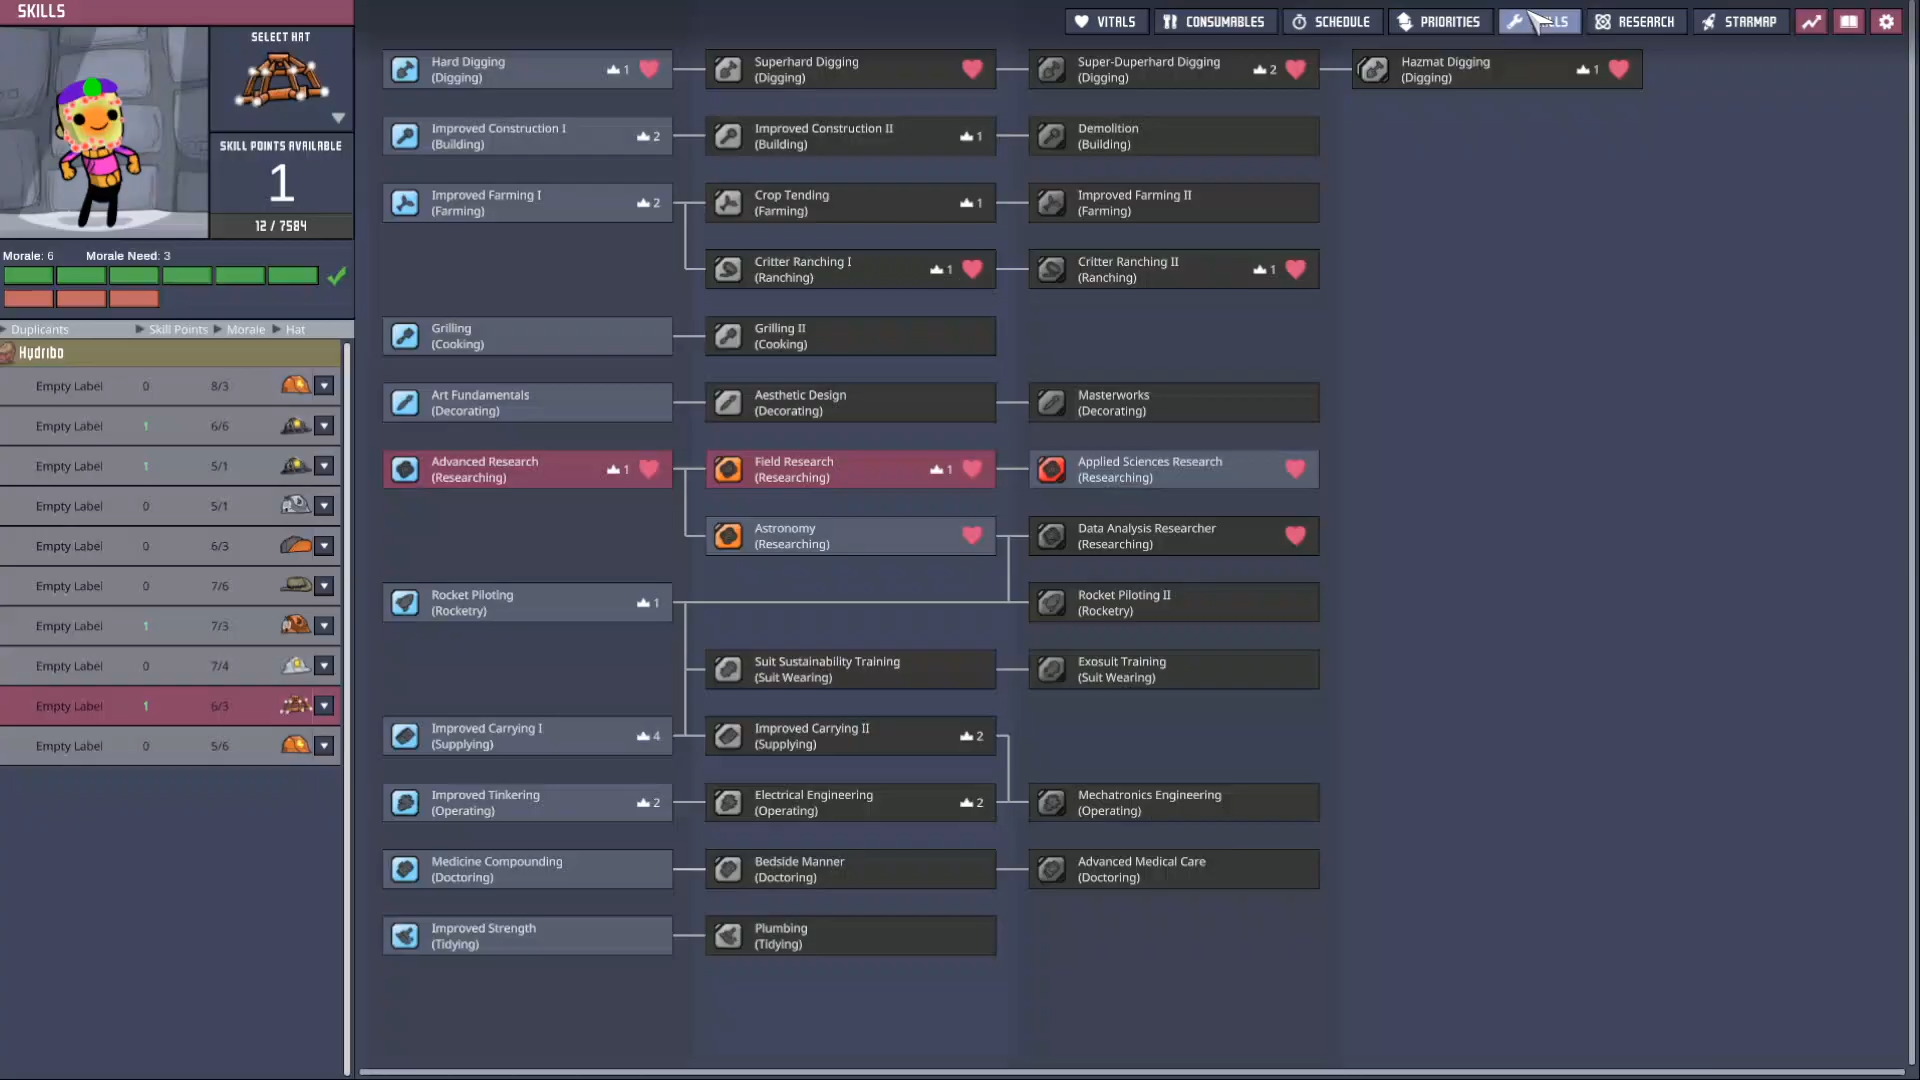 SKILLS
VITALS
CONSUMABLES
SCHEDULE
PRIORITIES
RESEARCH
STARMAP
SELECT HAT
SKILL POINTS AVAILABLE
1
12 / 7584
Morale: 6
Morale Need: 3
Duplicants
Skill Points
Morale
Hat
Hydribo
Empty Label 0 8/3
Empty Label 1 6/6
Empty Label 1 5/1
Empty Label 0 5/1
Empty Label 0 6/3
Empty Label 0 7/6
Empty Label 1 7/3
Empty Label 0 7/4
Empty Label 1 6/3
Empty Label 0 5/6
Hard Digging
(Digging)
1
Superhard Digging
(Digging)
Super-Duperhard Digging
(Digging)
2
Hazmat Digging
(Digging)
1
Improved Construction I
(Building)
2
Improved Construction II
(Building)
1
Demolition
(Building)
Improved Farming I
(Farming)
2
Crop Tending
(Farming)
1
Improved Farming II
(Farming)
Critter Ranching I
(Ranching)
1
Critter Ranching II
(Ranching)
1
Grilling
(Cooking)
Grilling II
(Cooking)
Art Fundamentals
(Decorating)
Aesthetic Design
(Decorating)
Masterworks
(Decorating)
Advanced Research
(Researching)
1
Field Research
(Researching)
1
Applied Sciences Research
(Researching)
Astronomy
(Researching)
Data Analysis Researcher
(Researching)
Rocket Piloting
(Rocketry)
1
Rocket Piloting II
(Rocketry)
Suit Sustainability Training
(Suit Wearing)
Exosuit Training
(Suit Wearing)
Improved Carrying I
(Supplying)
4
Improved Carrying II
(Supplying)
2
Improved Tinkering
(Operating)
2
Electrical Engineering
(Operating)
2
Mechatronics Engineering
(Operating)
Medicine Compounding
(Doctoring)
Bedside Manner
(Doctoring)
Advanced Medical Care
(Doctoring)
Improved Strength
(Tidying)
Plumbing
(Tidying)